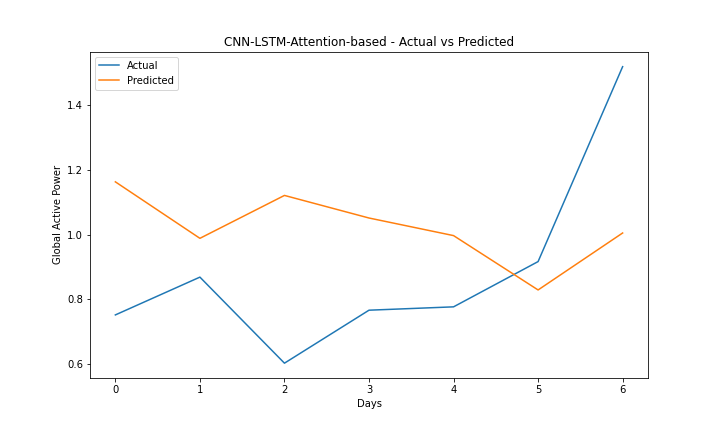 CNN-LSTM-Attention-based - Actual vs Predicted
Actual
Predicted
Global Active Power
1.4
1.2
1.0
0.8
0.6
0 1 2 3 4 5 6
Days